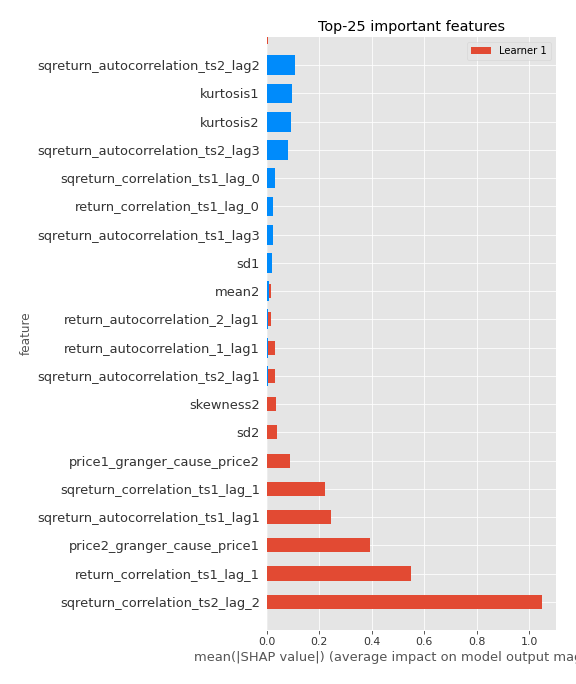 Top-25 important features
Learner 1
sqreturn_autocorrelation_ts2_lag2
kurtosis1
kurtosis2
sqreturn_autocorrelation_ts2_lag3
sqreturn_correlation_ts1_lag_0
return_correlation_ts1_lag_0
sqreturn_autocorrelation_ts1_lag3
sd1
mean2
return_autocorrelation_2_lag1
return_autocorrelation_1_lag1
sqreturn_autocorrelation_ts2_lag1
skewness2
sd2
price1_granger_cause_price2
sqreturn_correlation_ts1_lag_1
sqreturn_autocorrelation_ts1_lag1
price2_granger_cause_price1
return_correlation_ts1_lag_1
sqreturn_correlation_ts2_lag_2
feature
0.0 0.2 0.4 0.6 0.8 1.0
mean(|SHAP value|) (average impact on model output mag